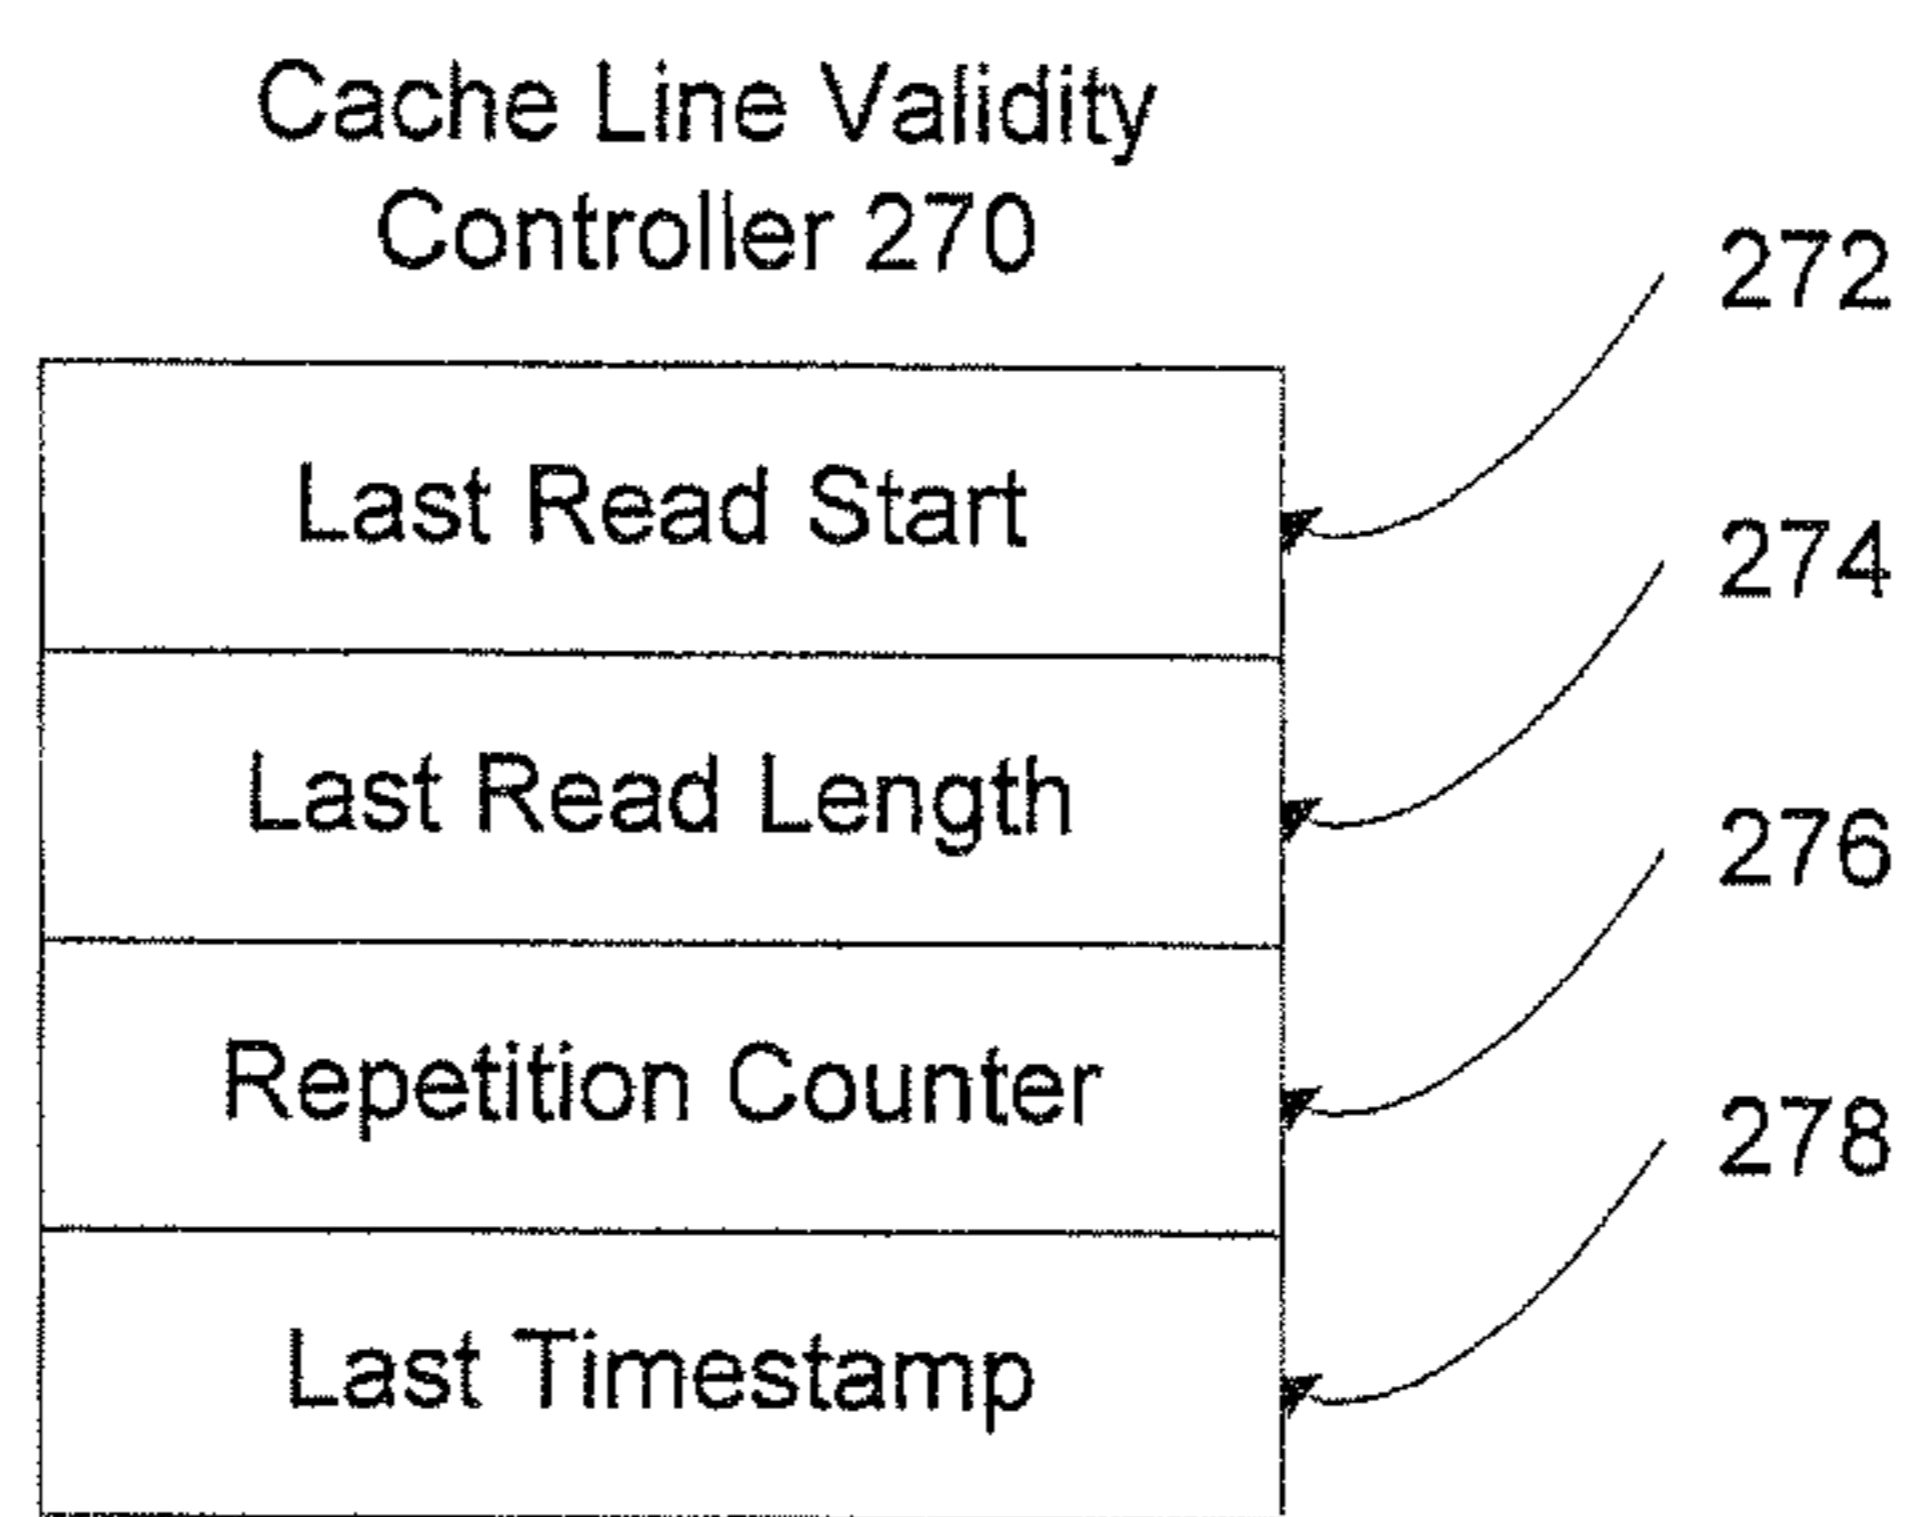 Cache Line Validity
Controller 270
272
Last Read Start
274
Last Read Length
276
Repetition Counter
278
Last Timestamp